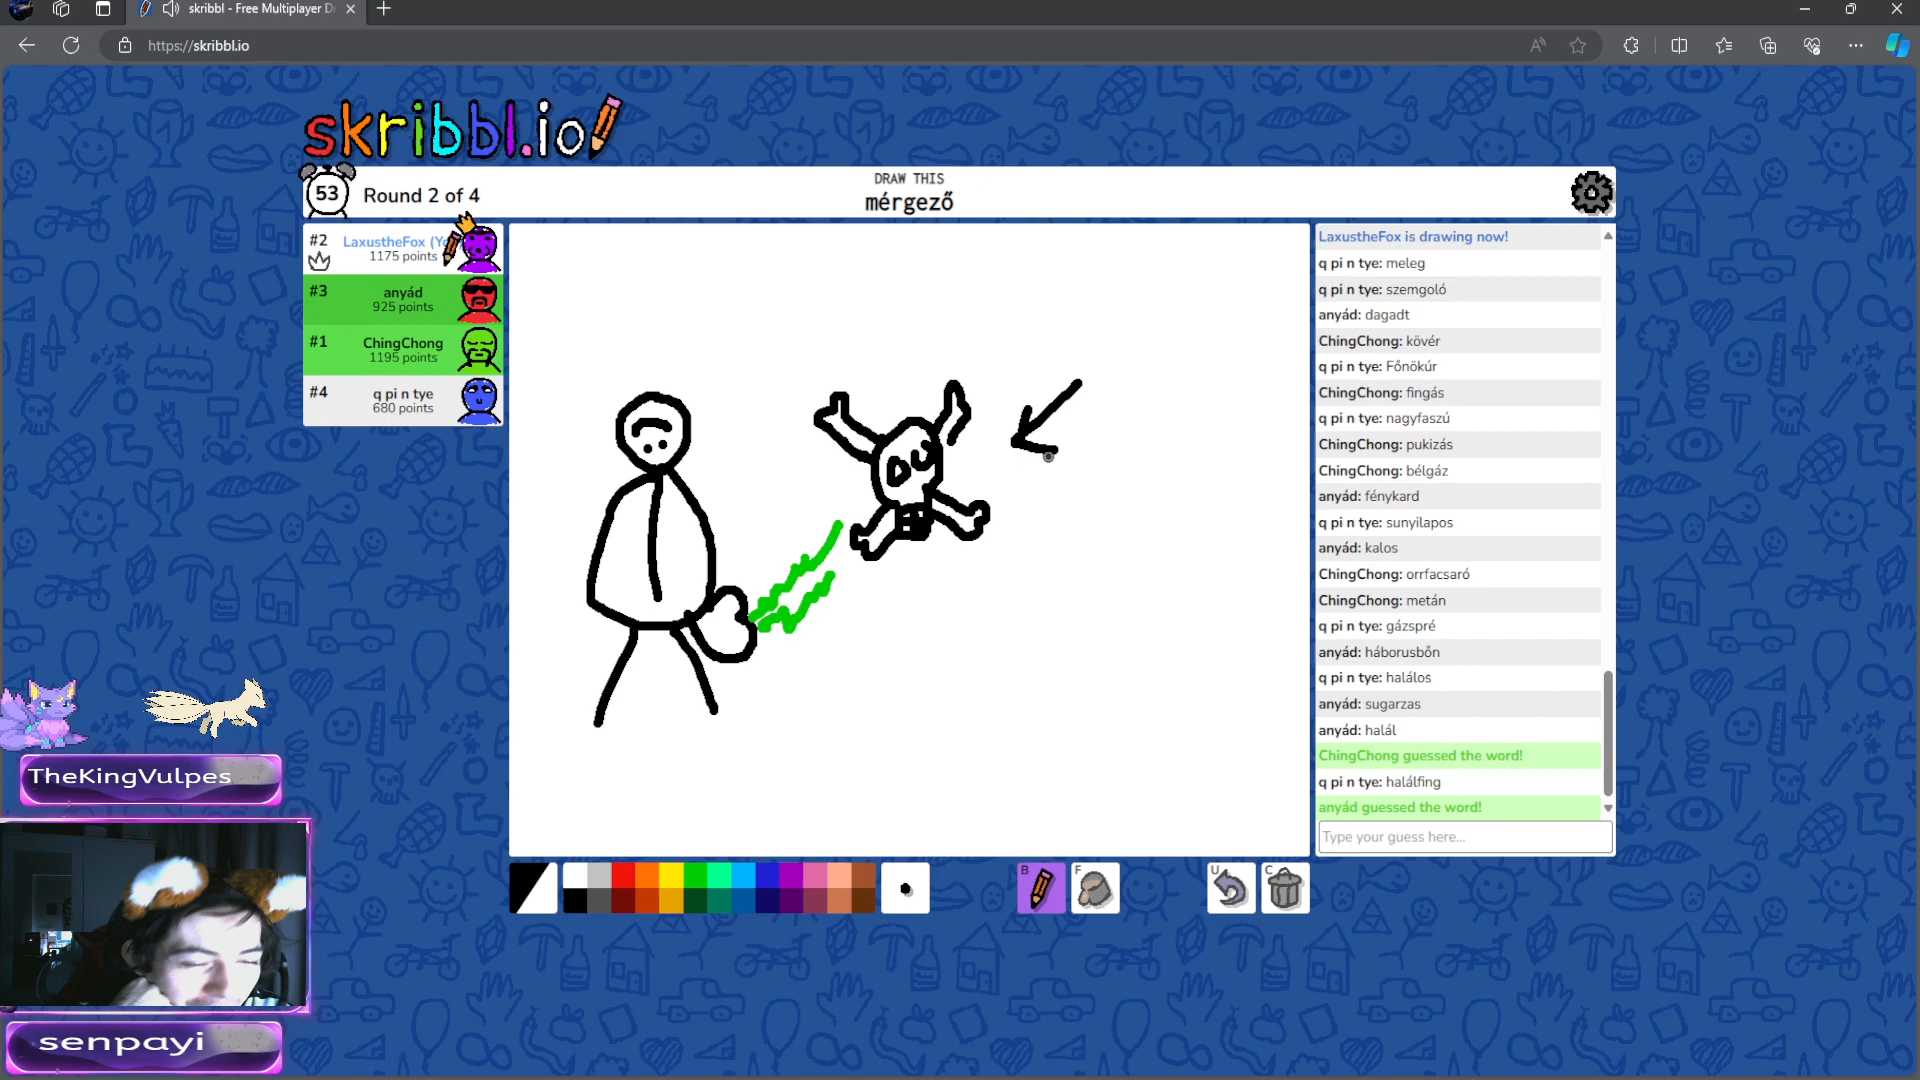 skribbl - Free Multiplayer D
https://skribbl.io
skribbl.io
53
Round 2 of 4
DRAW THIS
mérgező
#2
LaxustheFox (Yo
1175 points
#3
anyád
925 points
#1
ChingChong
1195 points
#4
q pi n tye
680 points
LaxustheFox is drawing now!
q pi n tye: meleg
q pi n tye: szemgoló
anyád: dagadt
ChingChong: kövér
q pi n tye: Főnökúr
ChingChong: fingás
q pi n tye: nagyfaszú
ChingChong: pukizás
ChingChong: bélgáz
anyád: fénykard
q pi n tye: sunyilapos
anyád: kalos
ChingChong: orrfacsaró
ChingChong: metán
q pi n tye: gázspré
anyád: háborusbőn
q pi n tye: halálos
anyád: sugarzas
anyád: halál
ChingChong guessed the word!
q pi n tye: halálfing
anyád guessed the word!
Type your guess here...
B
F
U
C
TheKingVulpes
senpayi